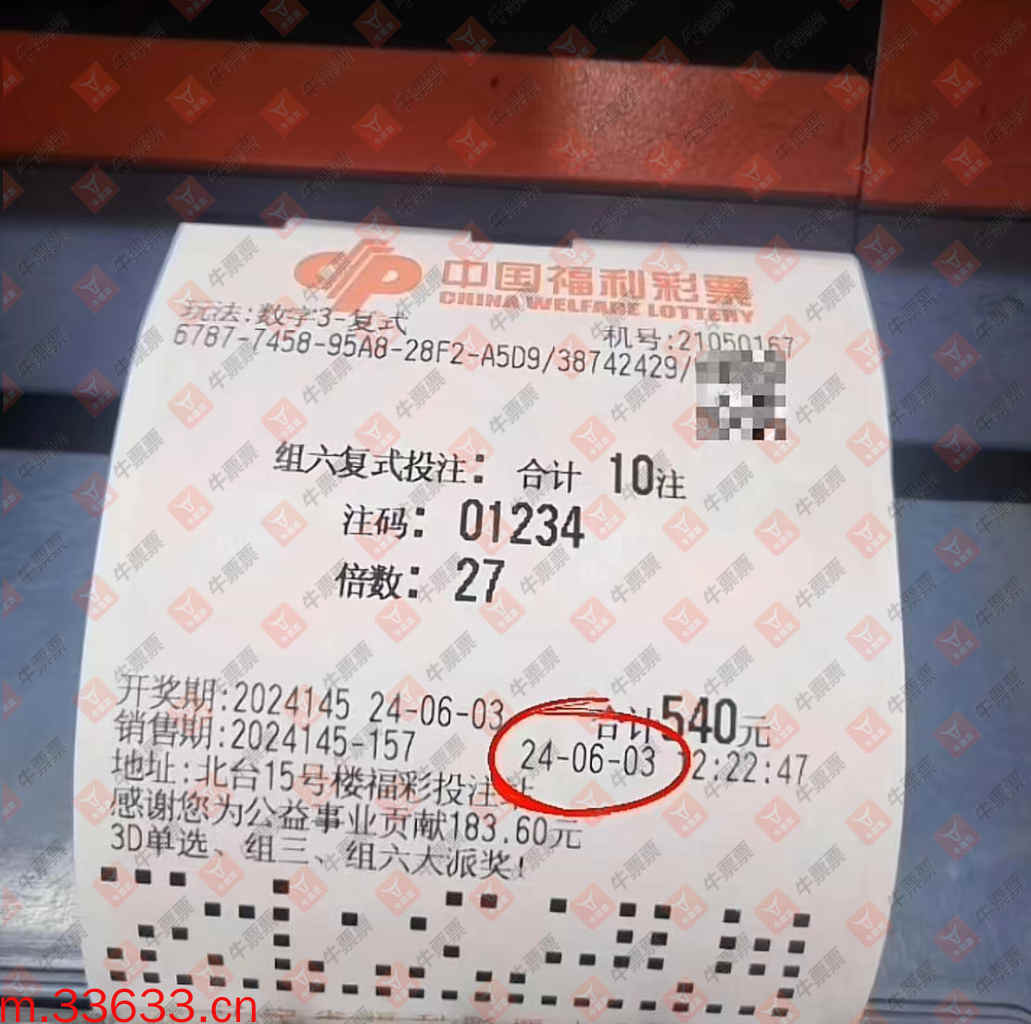 中国福利彩票
CHINA WELFARE LOTTERY
玩法:数字3-复式
机号:21050167
6787-7458-95A8-28F2-A5D9/38742429/
组六复式投注: 合计 10注
注码: 01234
倍数: 27
开奖期:2024145 24-06-03 合计540元
销售期:2024145-157 24-06-03 12:22:47
地址:北台15号楼福彩投注站
感谢您为公益事业贡献183.60元
3D单选、组三、组六大派奖!
m.33633.cn
牛票票